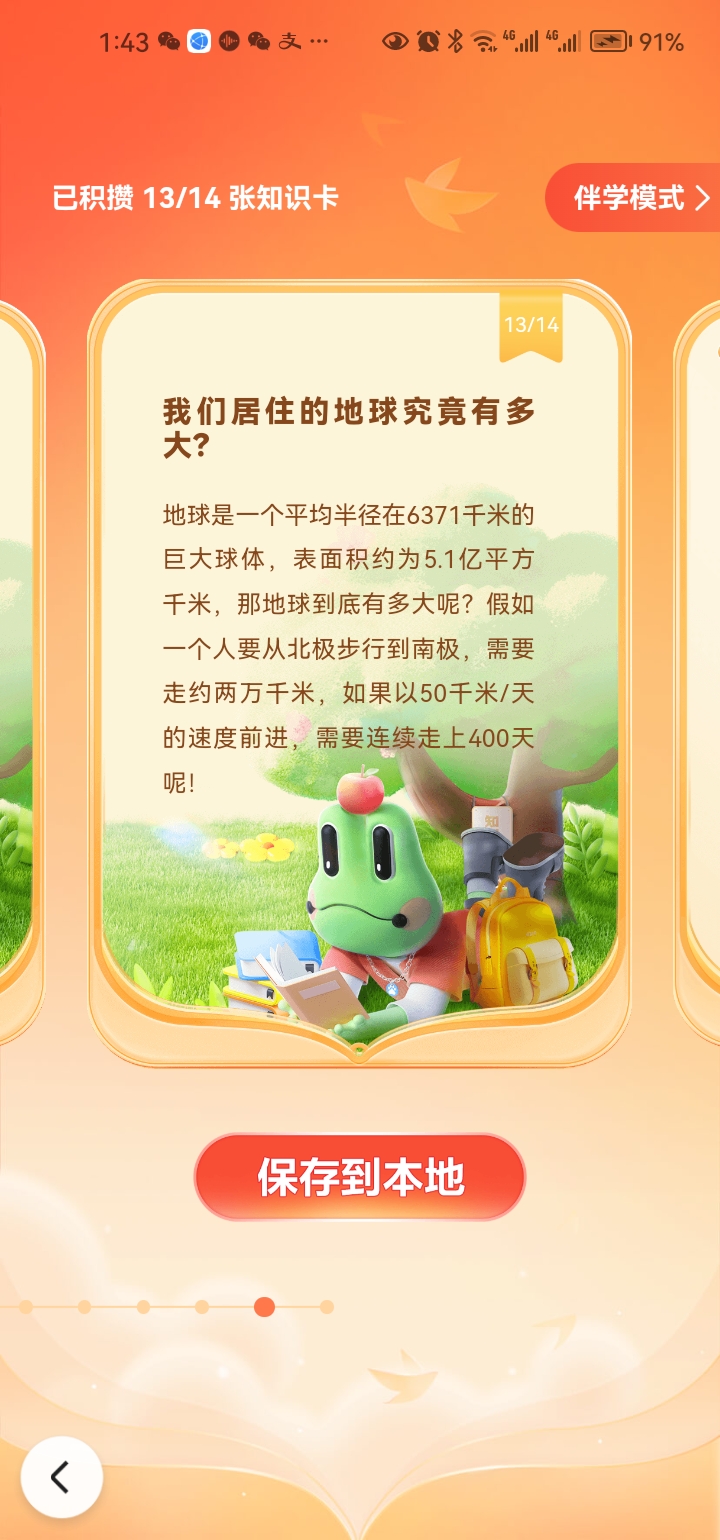 1:43 支 ··· 4G 4G 91%
已积攒 13/14 张知识卡
伴学模式
13/14
我们居住的地球究竟有多
大?
地球是一个平均半径在6371千米的
巨大球体，表面积约为5.1亿平方
千米，那地球到底有多大呢？假如
一个人要从北极步行到南极，需要
走约两万千米，如果以50千米/天
的速度前进，需要连续走上400天
呢!
知
保存到本地